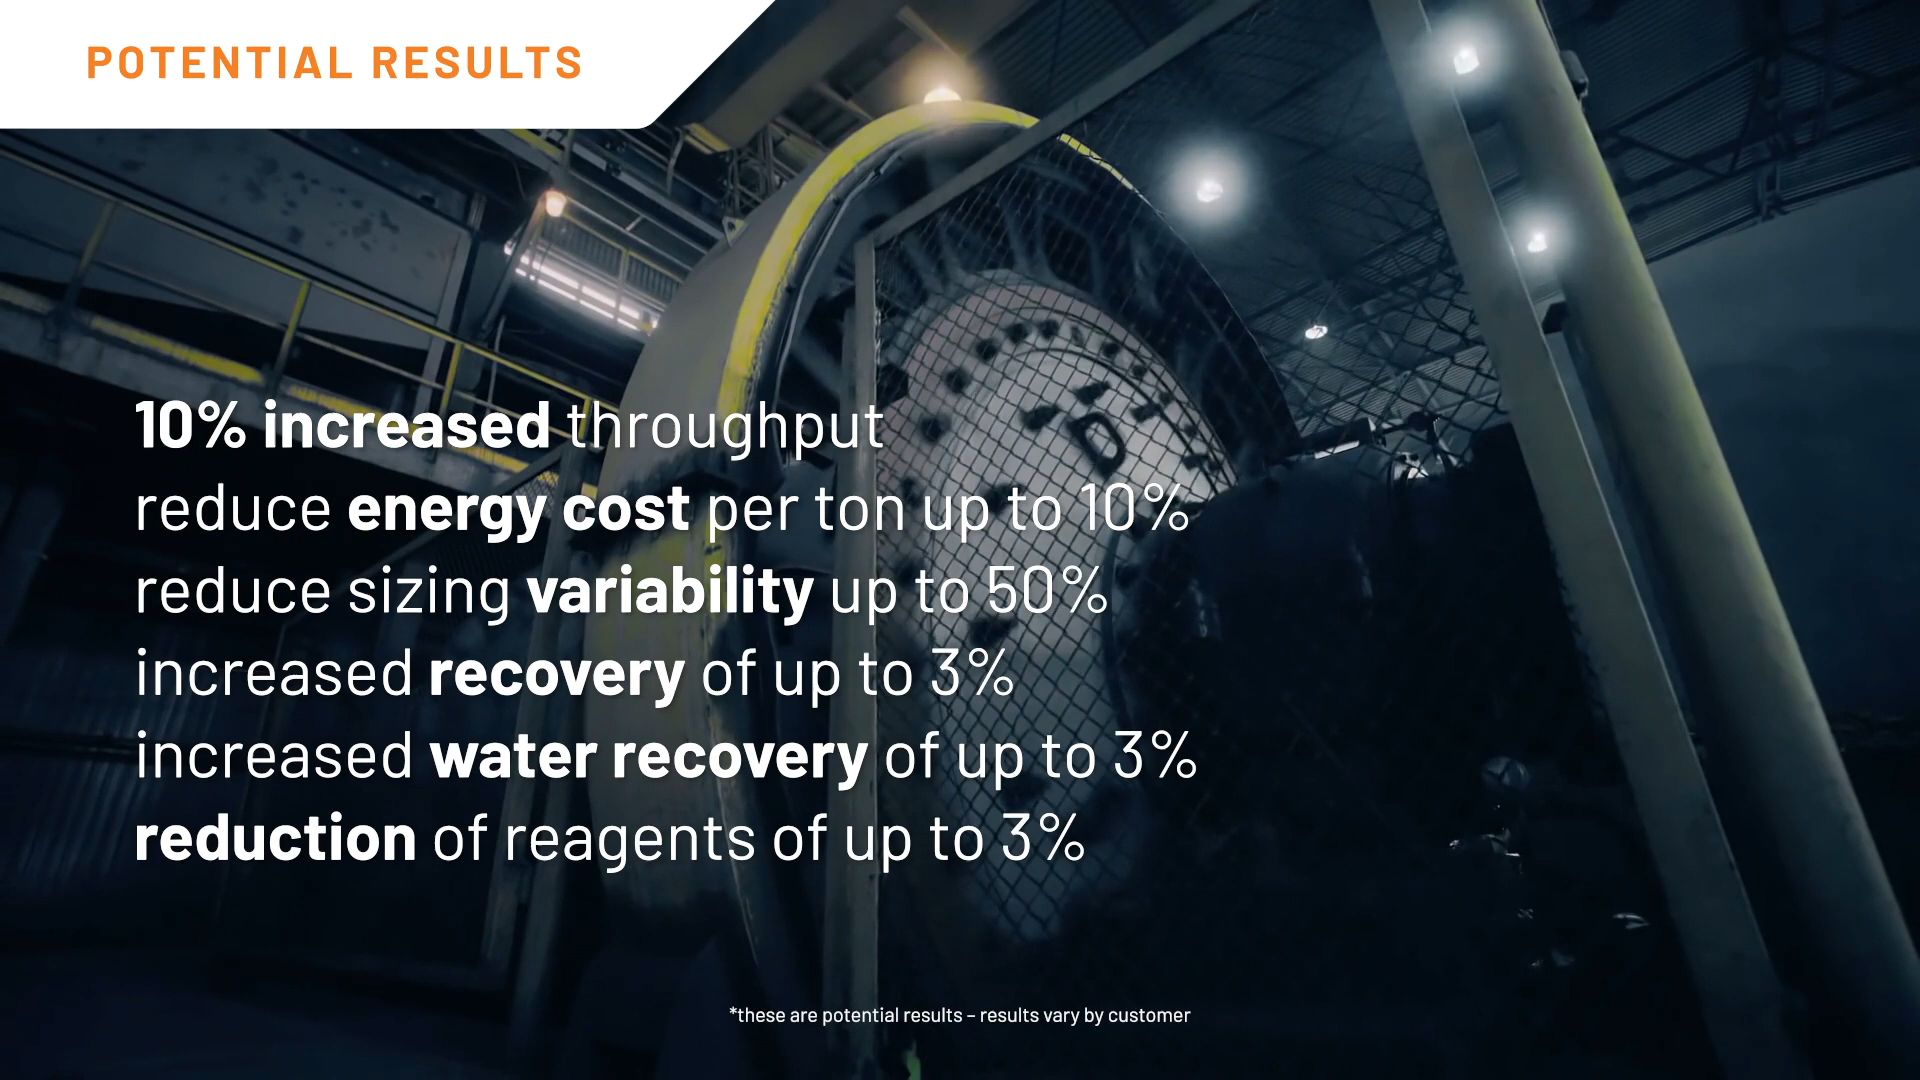 POTENTIAL RESULTS
10% increased throughput
reduce energy cost per ton up to 10%
reduce sizing variability up to 50%
increased recovery of up to 3%
increased water recovery of up to 3%
reduction of reagents of up to 3%
*these are potential results – results vary by customer